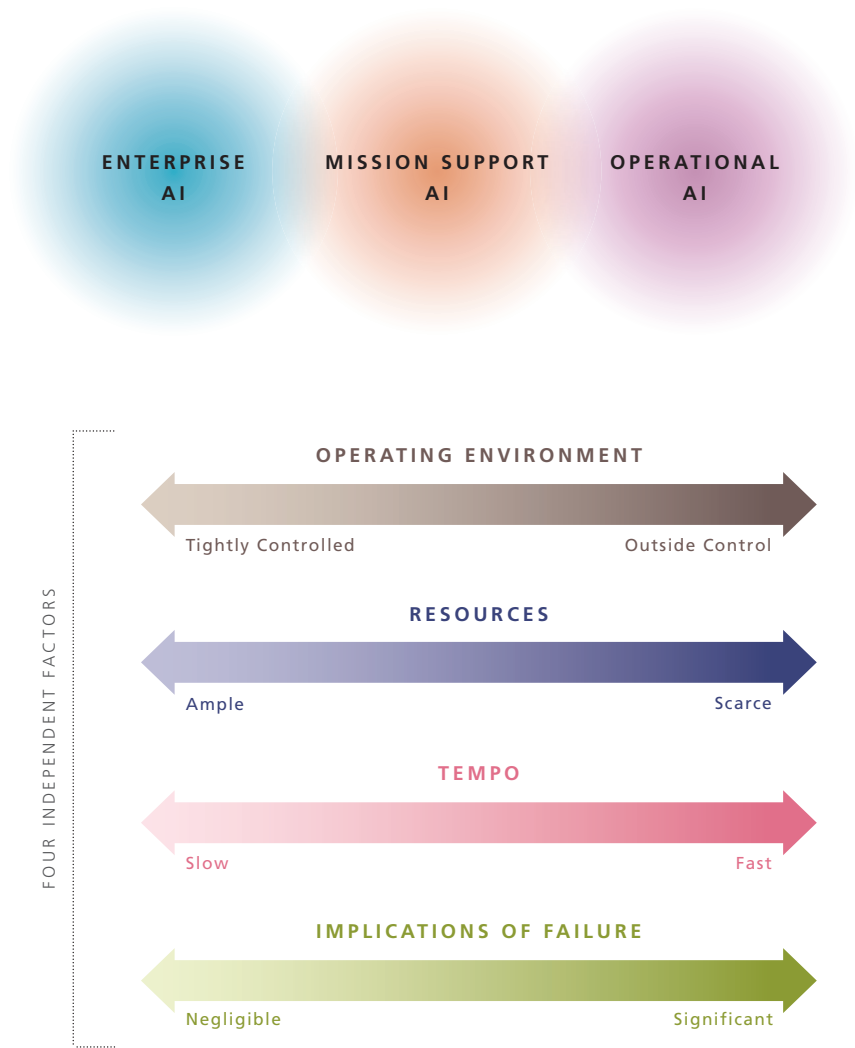 ENTERPRISE
AI
MISSION SUPPORT
AI
OPERATIONAL
AI
FOUR INDEPENDENT FACTORS
OPERATING ENVIRONMENT
Tightly Controlled
Outside Control
RESOURCES
Ample
Scarce
TEMPO
Slow
Fast
IMPLICATIONS OF FAILURE
Negligible
Significant